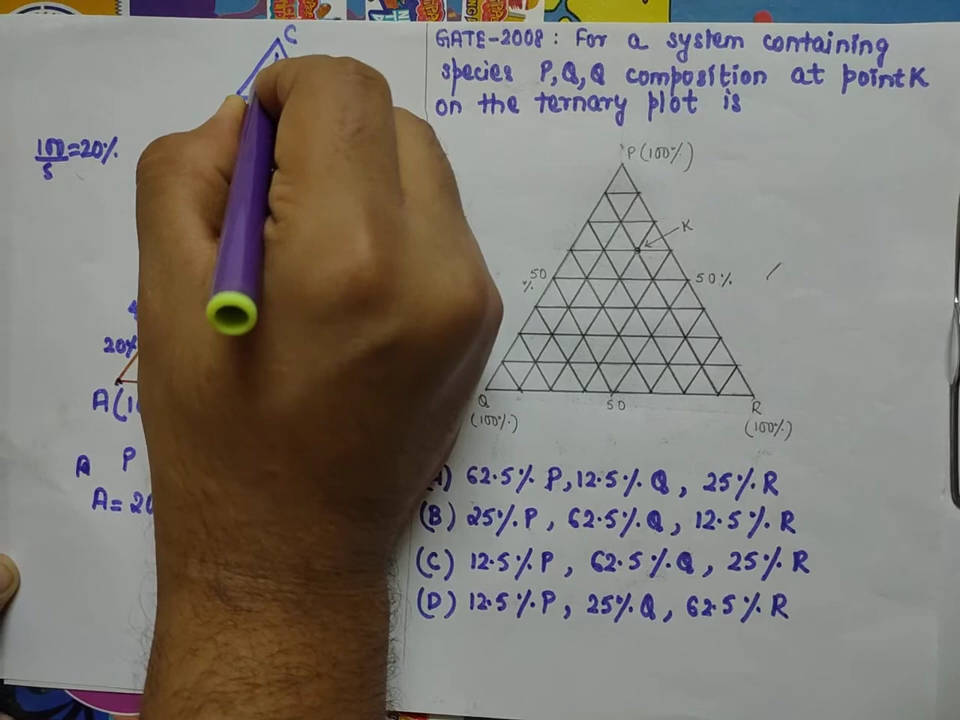 C
100/5 = 20%
20%
A(1
A P
A = 20
GATE-2008: For a system containing
species P, Q, Q composition at point K
on the ternary plot is
P(100%)
K
50 %
50%
Q (100%)
50
R (100%)
A) 62.5% P, 12.5% Q, 25% R
(B) 25% P, 62.5% Q, 12.5% R
(C) 12.5% P, 62.5% Q, 25% R
(D) 12.5% P, 25% Q, 62.5% R